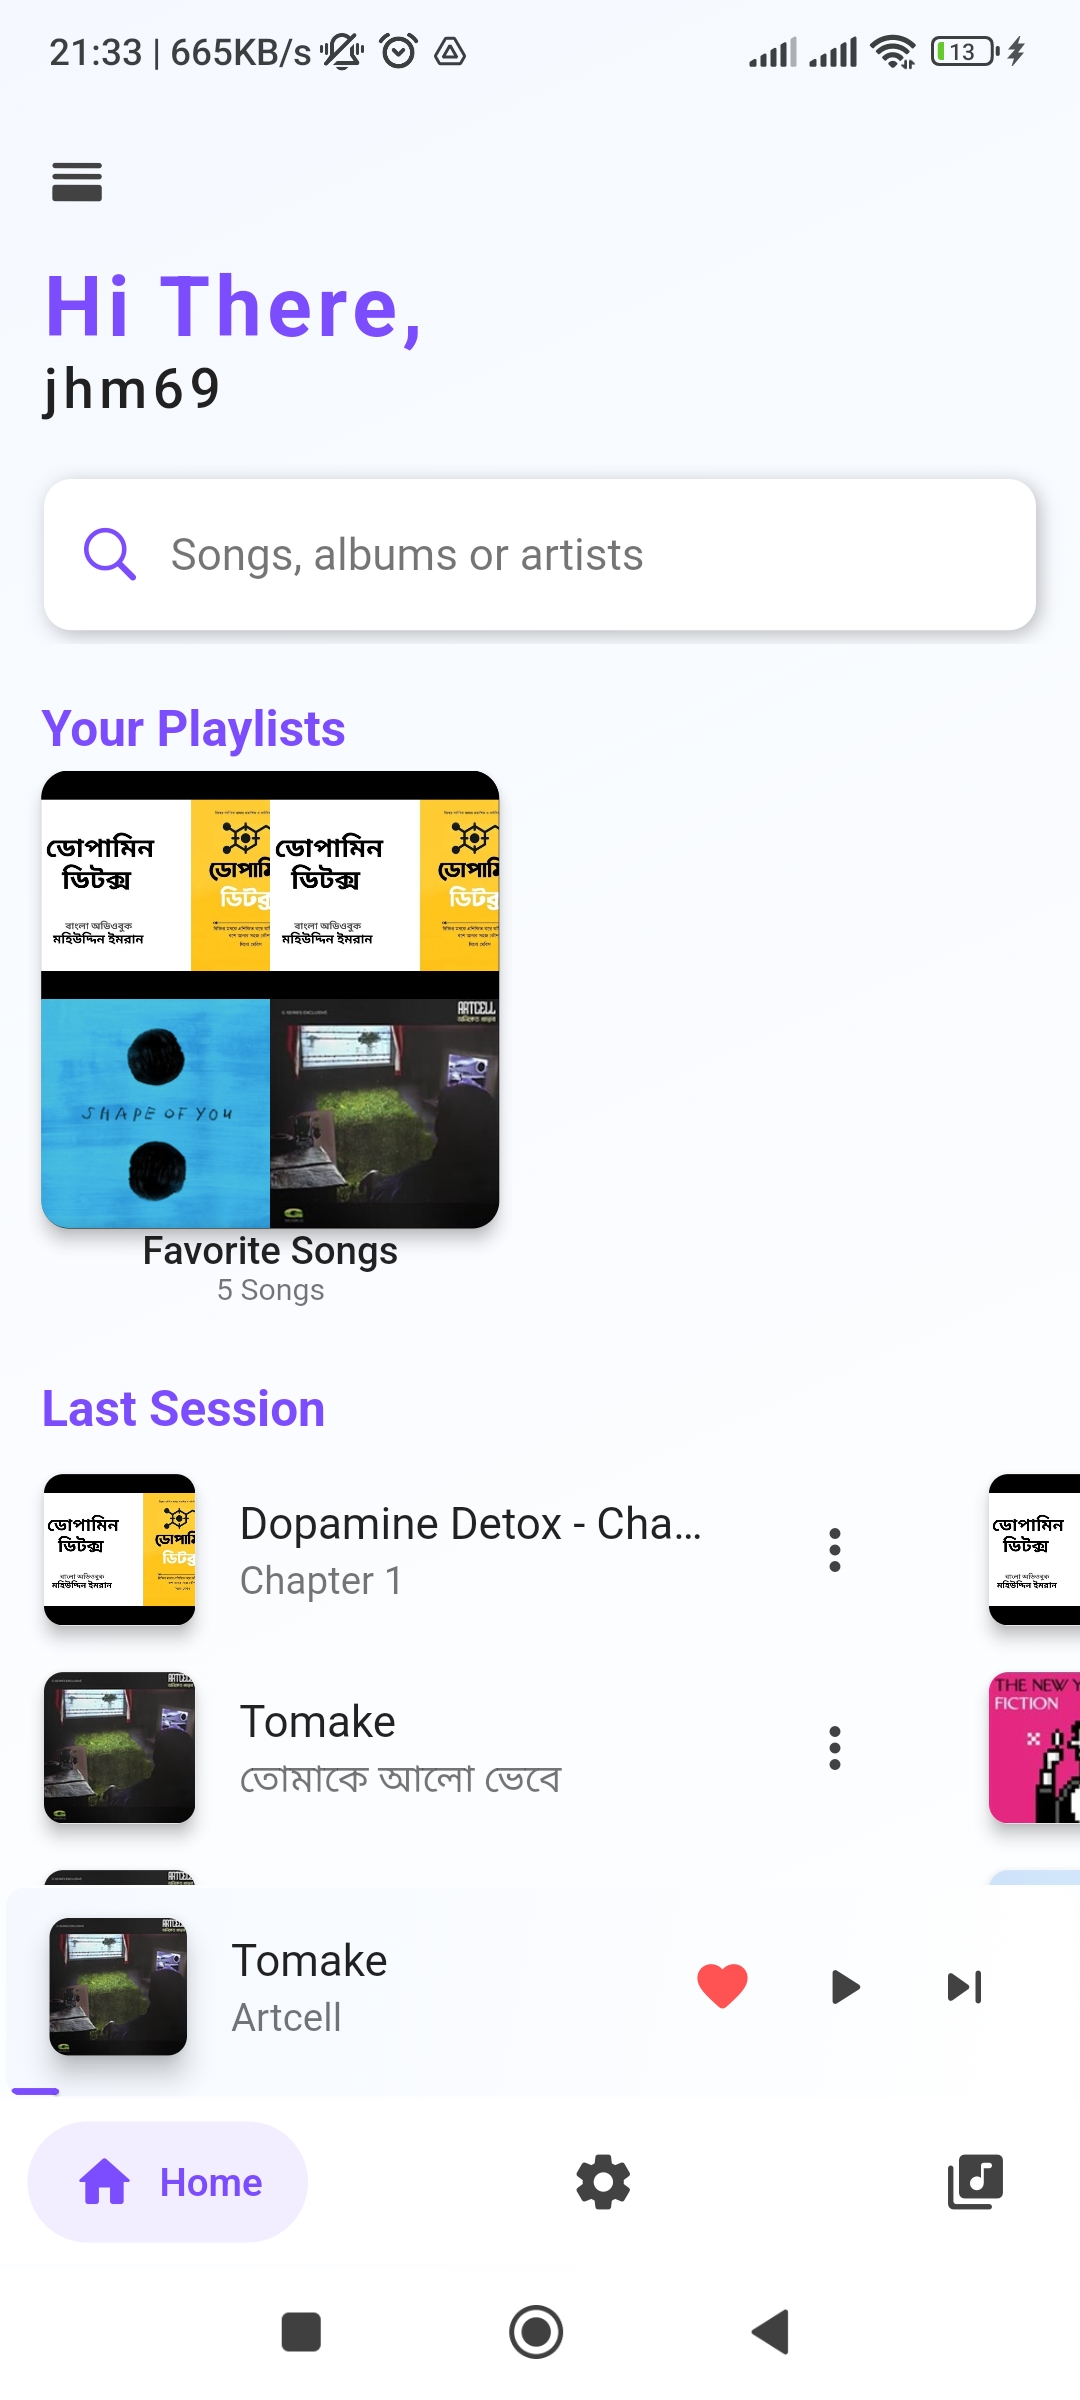 21:33 | 665KB/s
13
Hi There,
jhm69
Songs, albums or artists
Your Playlists
ডোপামিন
ডিটক্স
বাংলা অডিওবুক
মহিউদ্দিন ইমরান
ডোপামি
ডিটক্স
ডোপামিন
ডিটক্স
বাংলা অডিওবুক
মহিউদ্দিন ইমরান
ডোপামি
ডিটক্স
SHAPE OF YOU
ARTCELL
Favorite Songs
5 Songs
Last Session
ডোপামিন
ডিটক্স
বাংলা অডিওবুক
মহিউদ্দিন ইমরান
ডোপামি
ডিটক্স
Dopamine Detox - Cha...
Chapter 1
ডোপামিন
ডিটক্স
বাংলা অডিওবুক
মহিউদ্দিন ইমরান
ARTCELL
Tomake
তোমাকে আলো ভেবে
THE NEW Y
FICTION
ARTCELL
Tomake
Artcell
Home